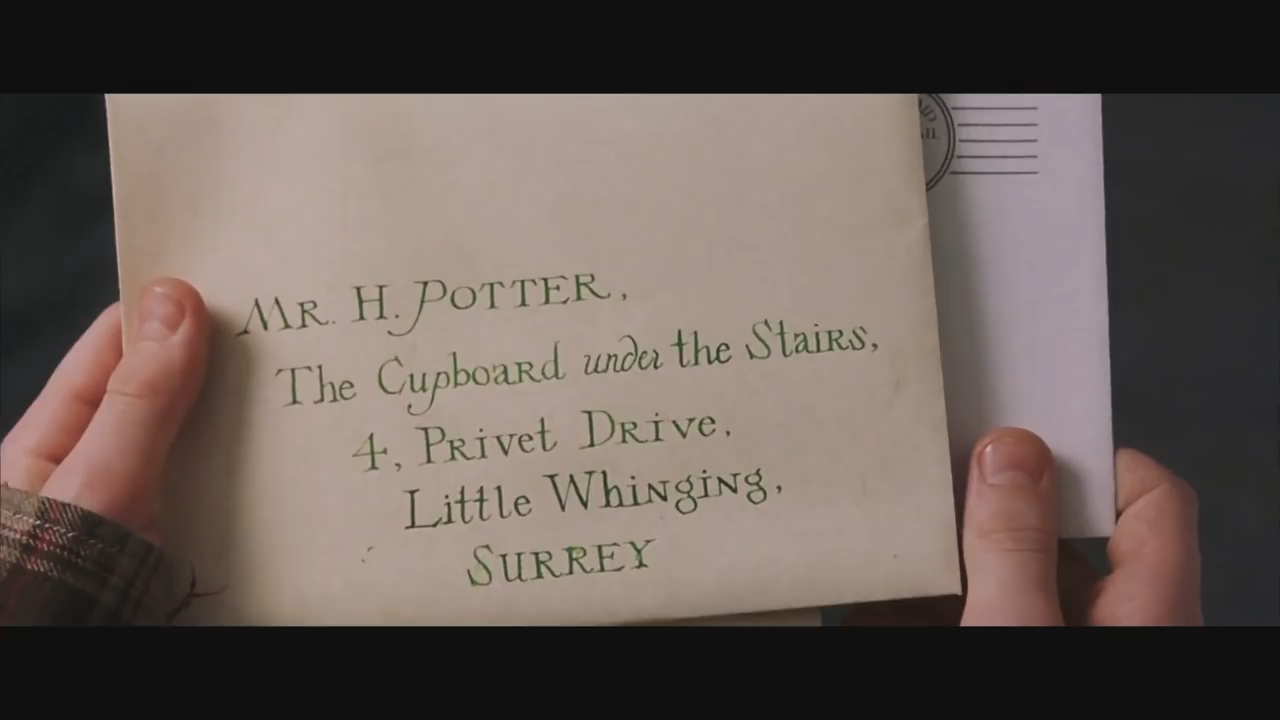 Mr. H. Potter,
The Cupboard under the Stairs,
4, Privet Drive,
Little Whinging,
SURREY